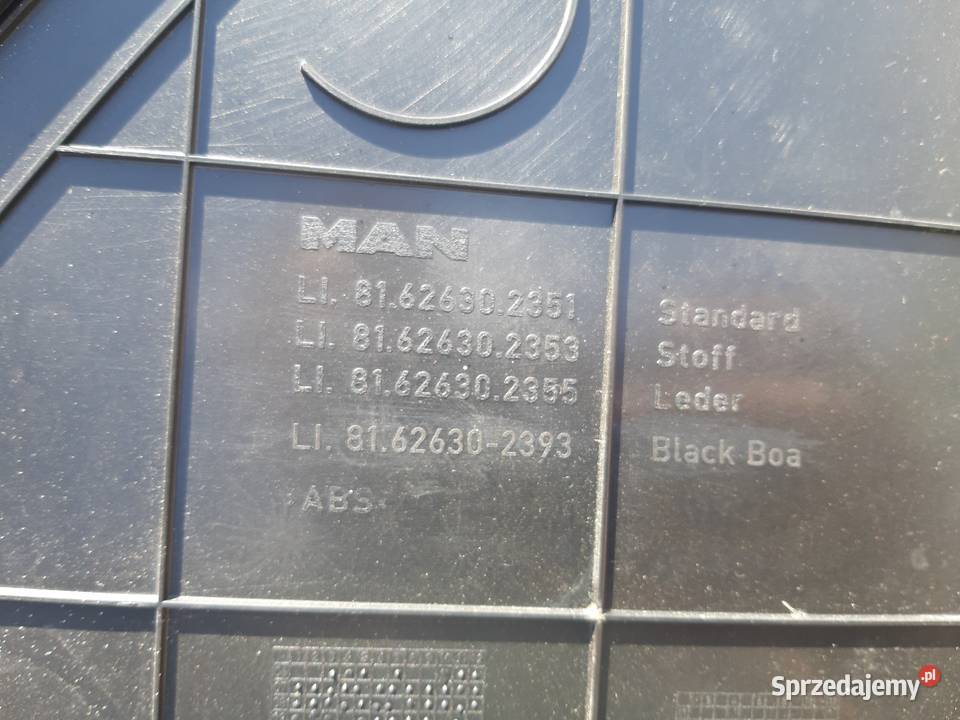 MAN
LI. 81.62630.2351 Standard
LI. 81.62630.2353 Stoff
LI. 81.62630.2355 Leder
LI. 81.62630-2393 Black Boa
ABS
Sprzedajemy.pl